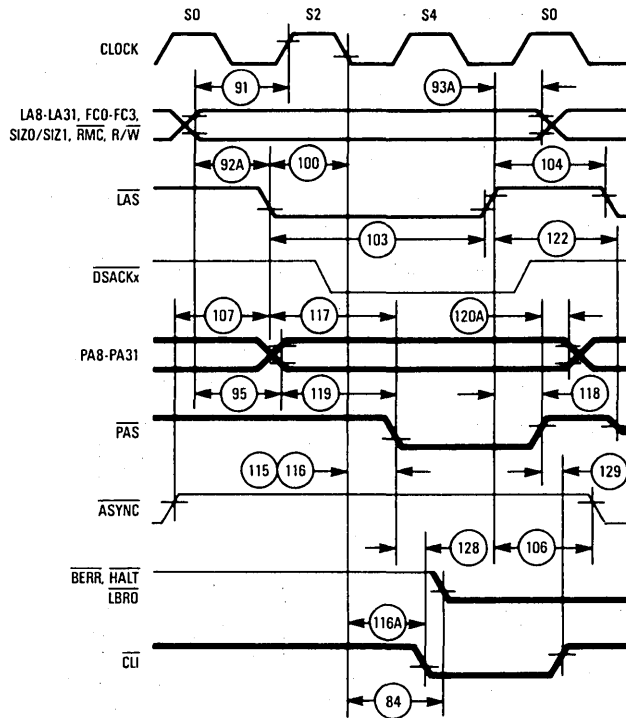 S0 S2 S4 S0
CLOCK
91 93A
LA8-LA31, FC0-FC3,
SIZ0/SIZ1, RMC, R/W
92A 100 104
LAS
103 122
DSACKx
107 117 120A
PA8-PA31
95 119 118
PAS
115 116 129
ASYNC
128 106
BERR, HALT
LBRO
116A
CLI
84